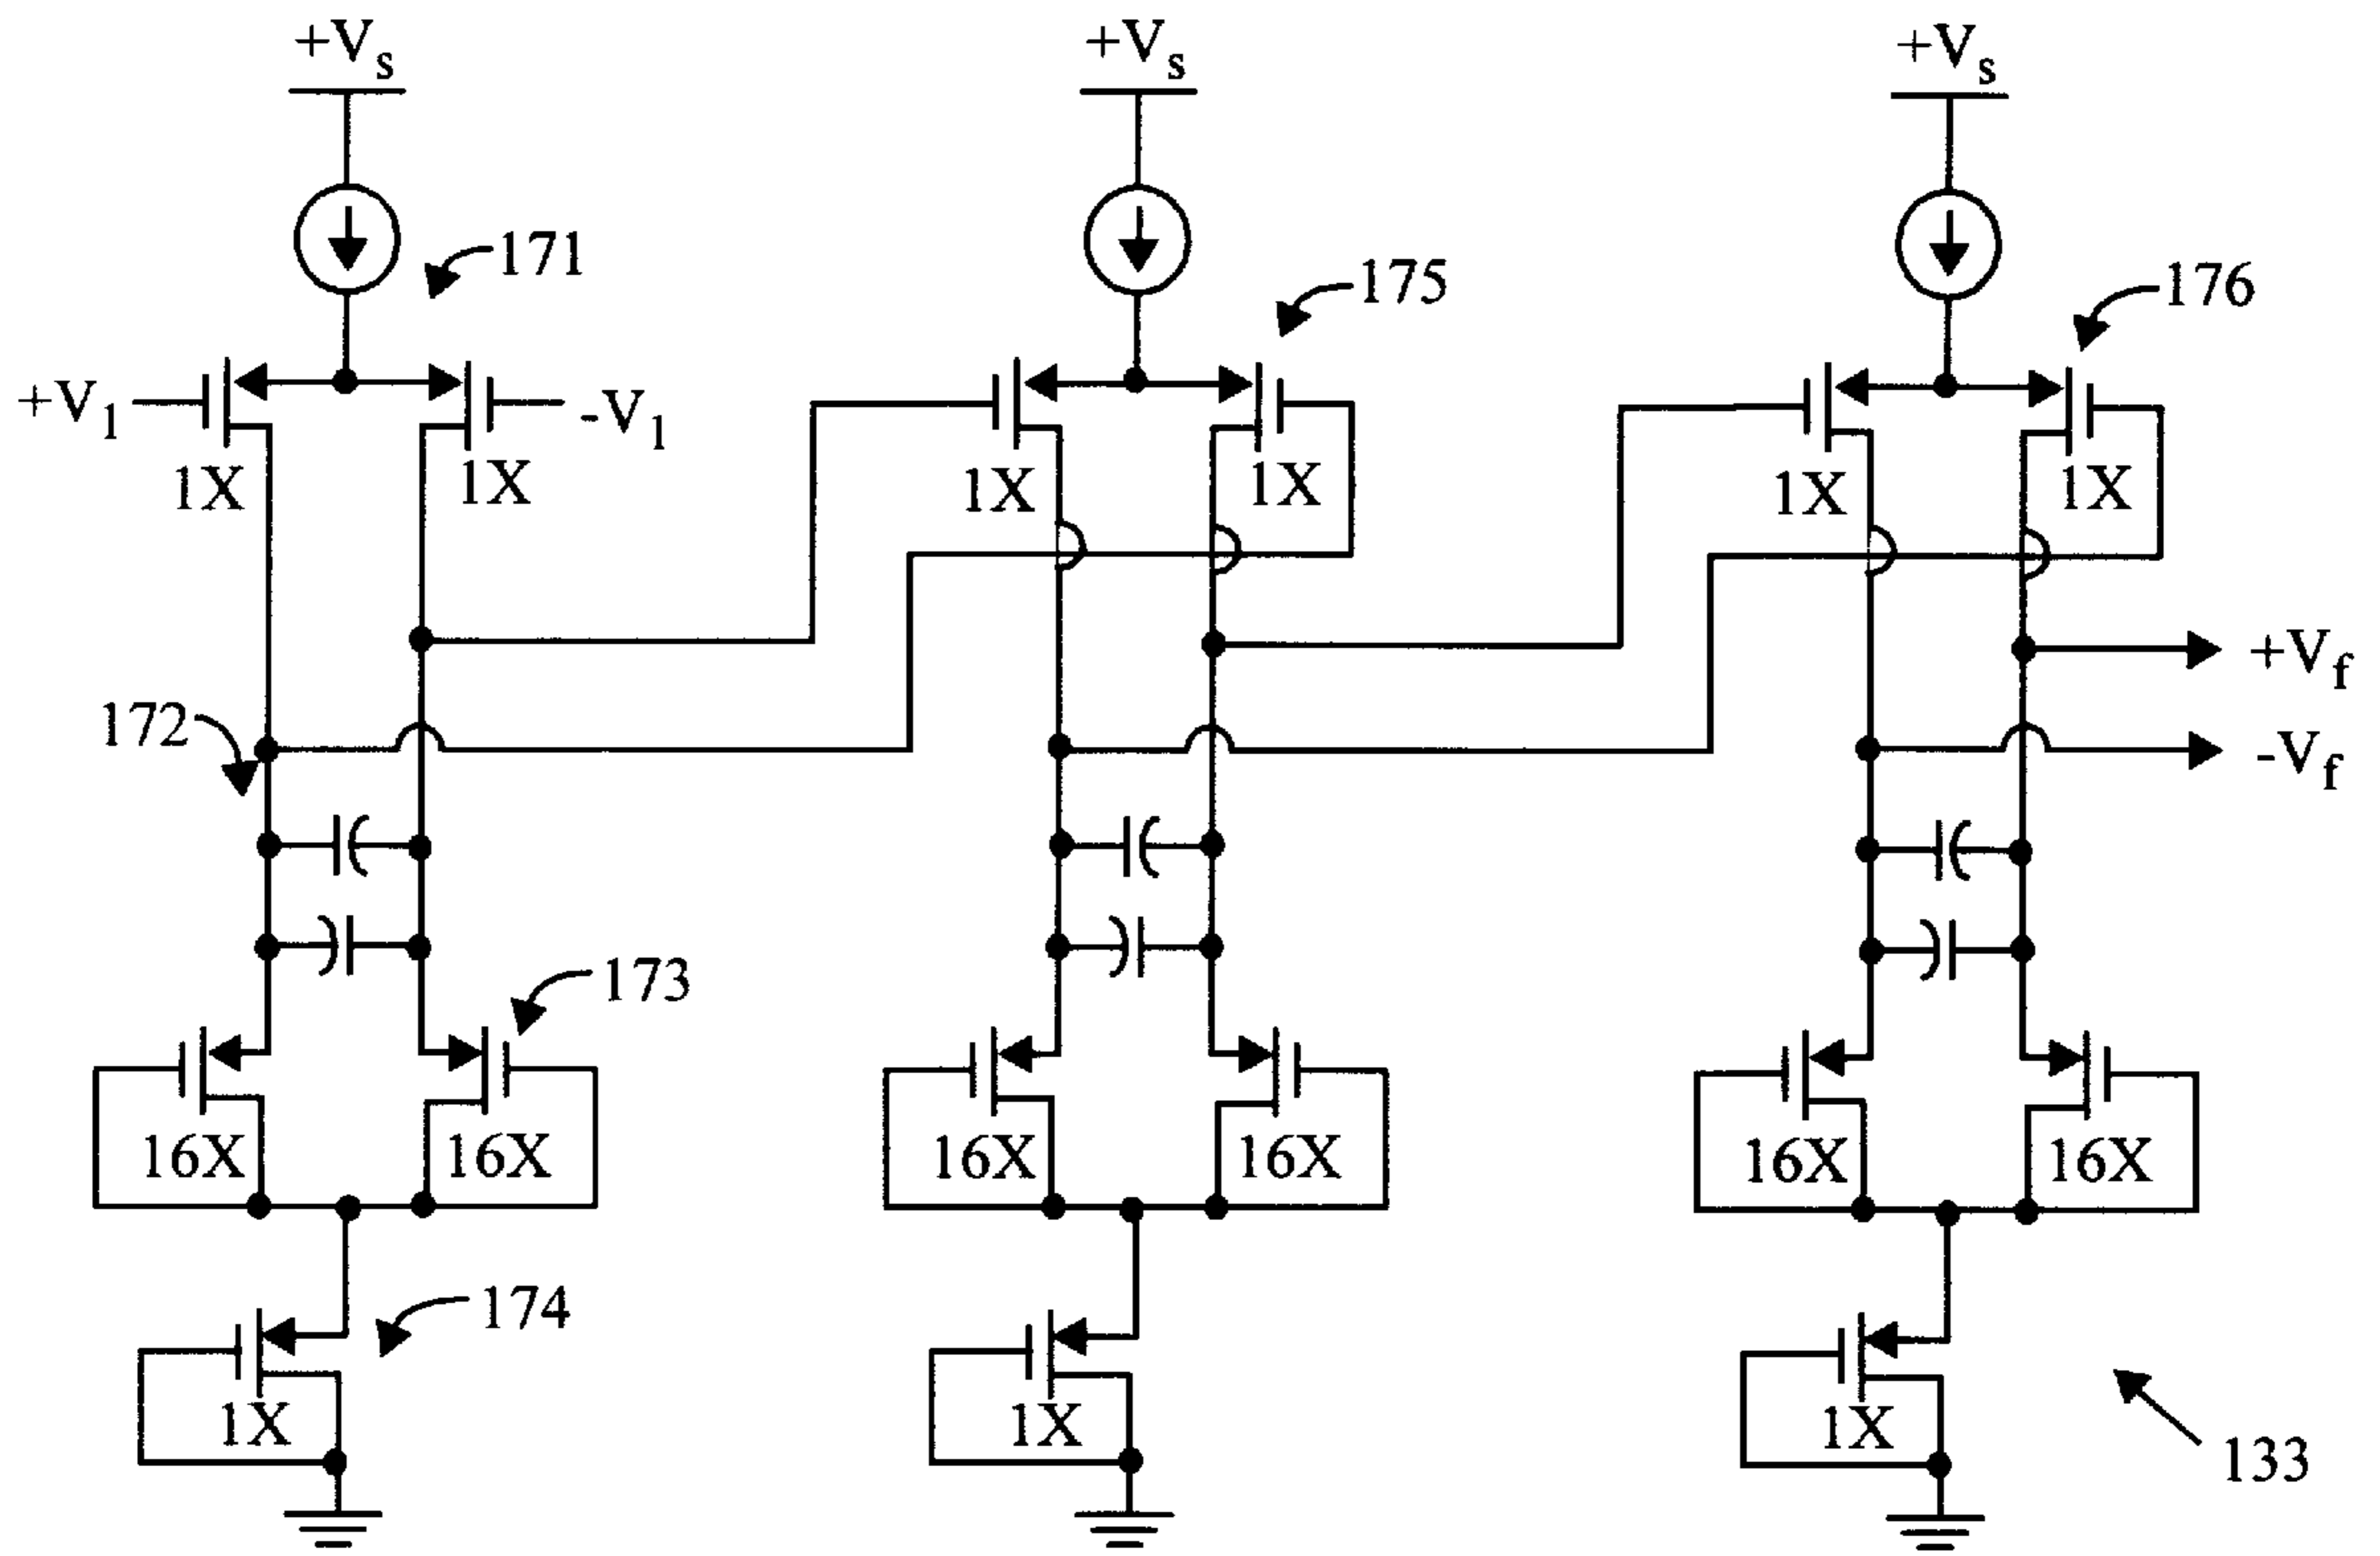 +Vs +Vs +Vs
171 175 176
+V1 -V1
1X 1X 1X 1X 1X 1X
+Vf
172 -Vf
173
16X 16X 16X 16X 16X 16X
174
1X 1X 1X
133